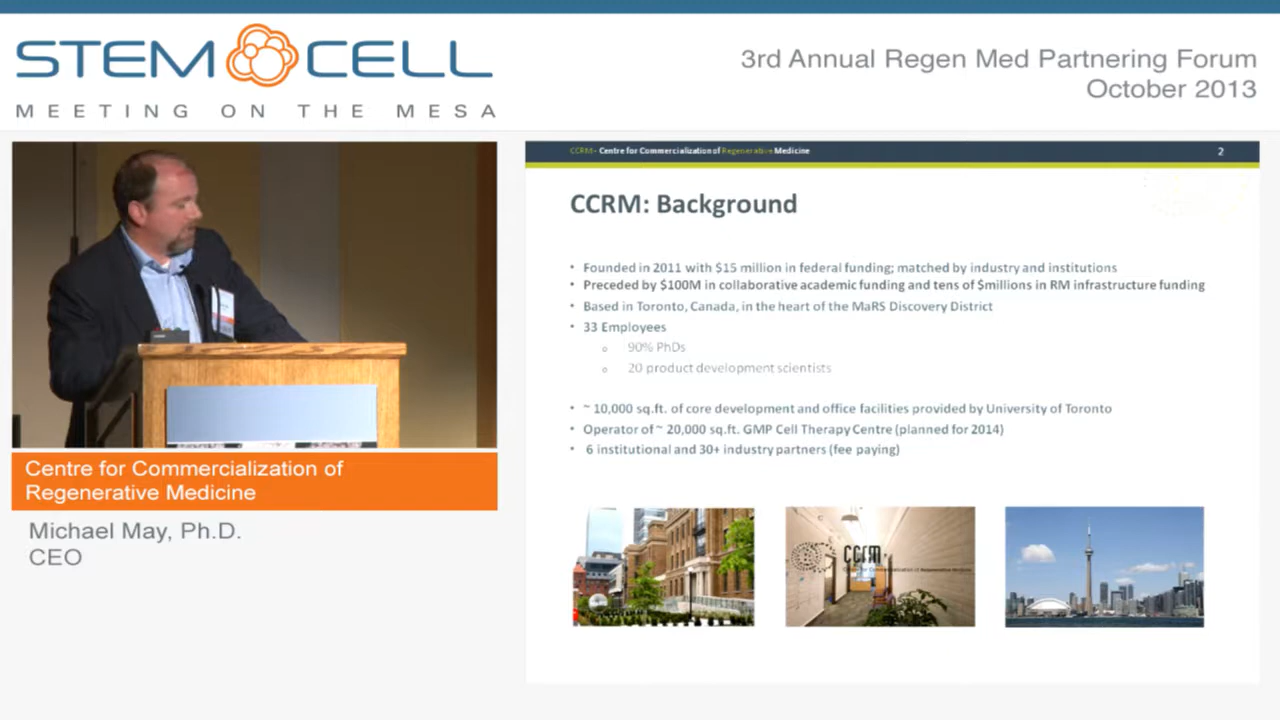 STEM CELL
MEETING ON THE MESA
3rd Annual Regen Med Partnering Forum
October 2013
CCRM - Centre for Commercialization of Regenerative Medicine
2
CCRM: Background
• Founded in 2011 with $15 million in federal funding; matched by industry and institutions
• Preceded by $100M in collaborative academic funding and tens of $millions in RM infrastructure funding
• Based in Toronto, Canada, in the heart of the MaRS Discovery District
• 33 Employees
o 90% PhDs
o 20 product development scientists
• ~ 10,000 sq.ft. of core development and office facilities provided by University of Toronto
• Operator of ~ 20,000 sq.ft. GMP Cell Therapy Centre (planned for 2014)
• 6 institutional and 30+ industry partners (fee paying)
ccrm
Centre for Commercialization of Regenerative Medicine
Centre for Commercialization of
Regenerative Medicine
Michael May, Ph.D.
CEO